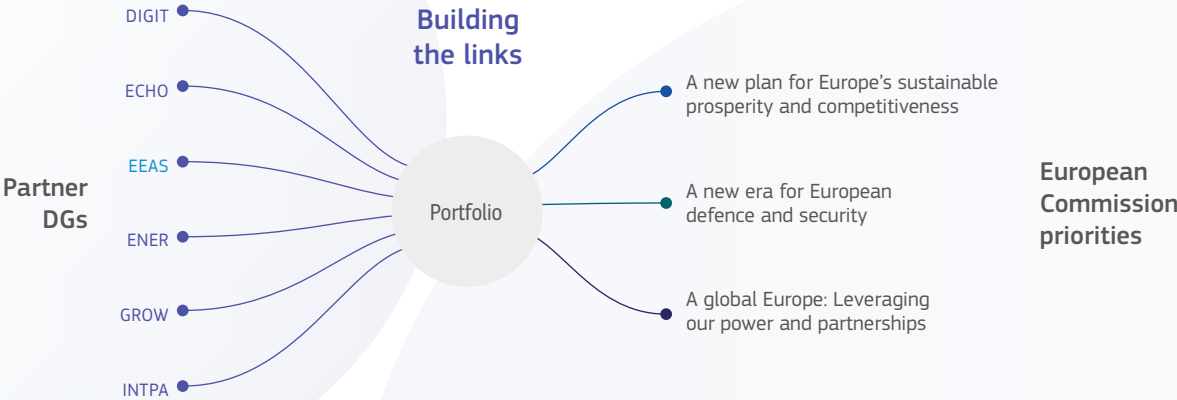 Building
the links
Partner
DGs
DIGIT
ECHO
EEAS
ENER
GROW
INTPA
Portfolio
A new plan for Europe’s sustainable
prosperity and competitiveness
A new era for European
defence and security
A global Europe: Leveraging
our power and partnerships
European
Commission
priorities